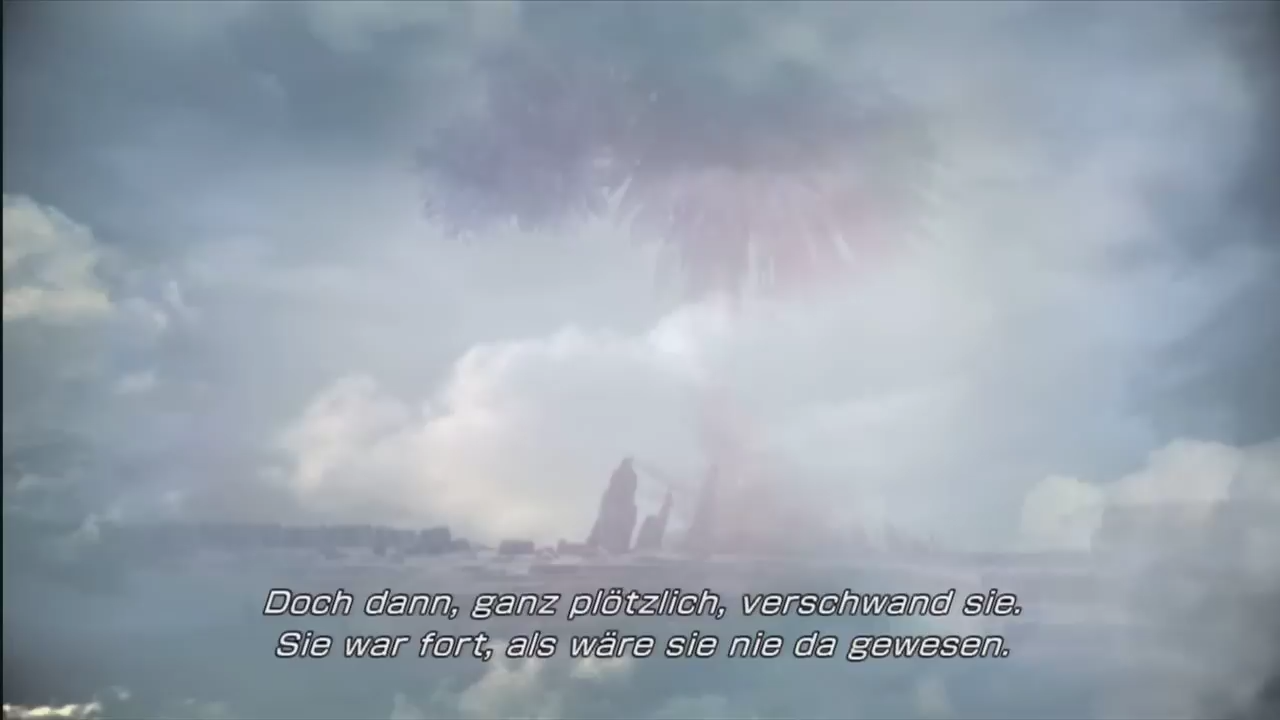 Doch dann, ganz plötzlich, verschwand sie.
Sie war fort, als wäre sie nie da gewesen.